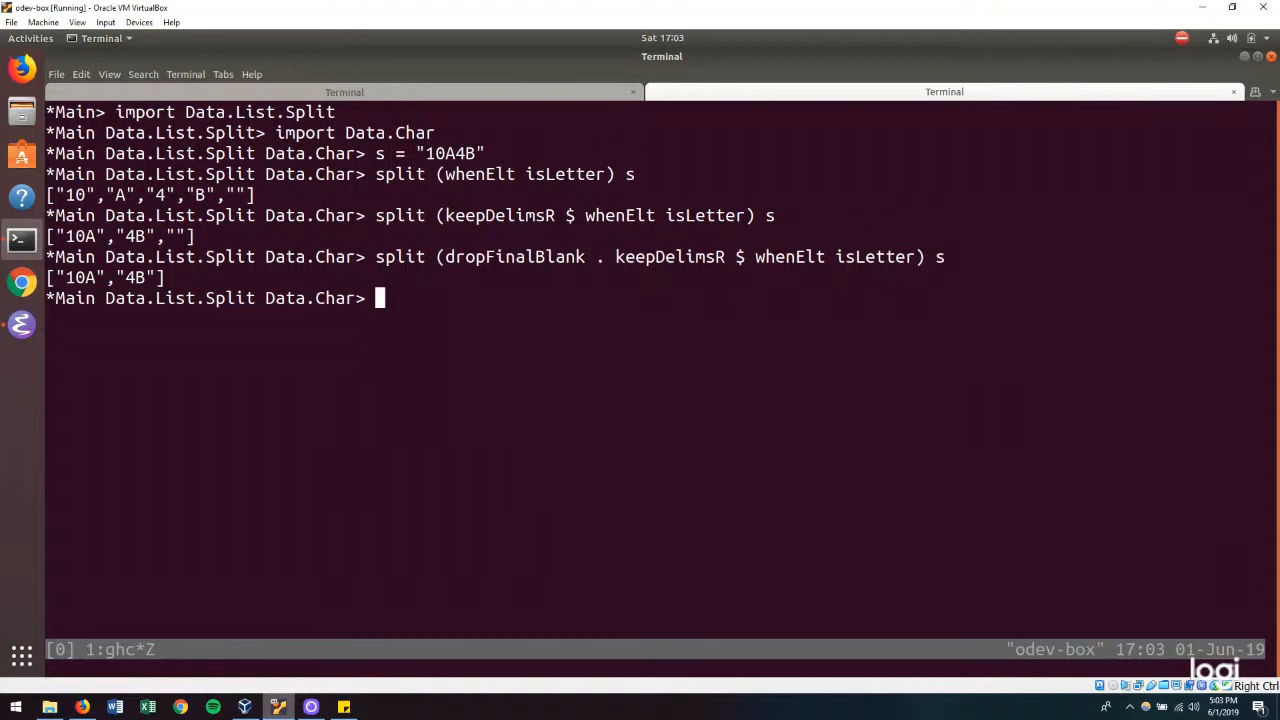 odev-box [Running] - Oracle VM VirtualBox
File Machine View Input Devices Help
Activities Terminal Sat 17:03
Terminal
File Edit View Search Terminal Tabs Help
Terminal × Terminal ×
*Main> import Data.List.Split
*Main Data.List.Split> import Data.Char
*Main Data.List.Split Data.Char> s = "10A4B"
*Main Data.List.Split Data.Char> split (whenElt isLetter) s
["10","A","4","B",""]
*Main Data.List.Split Data.Char> split (keepDelimsR $ whenElt isLetter) s
["10A","4B",""]
*Main Data.List.Split Data.Char> split (dropFinalBlank . keepDelimsR $ whenElt isLetter) s
["10A","4B"]
*Main Data.List.Split Data.Char>
[0] 1:ghc*Z "odev-box" 17:03 01-Jun-19
logi
Right Ctrl
5:03 PM
6/1/2019